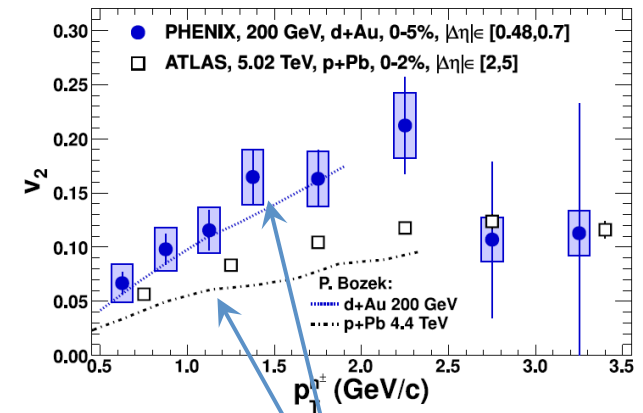 PHENIX, 200 GeV, d+Au, 0-5%, |Δη|∈ [0.48,0.7]
ATLAS, 5.02 TeV, p+Pb, 0-2%, |Δη|∈ [2,5]
0.30
0.25
0.20
0.15
0.10
0.05
0.00
v2
P. Bozek:
d+Au 200 GeV
p+Pb 4.4 TeV
0.5 1.0 1.5 2.0 2.5 3.0 3.5
p_T^h± (GeV/c)